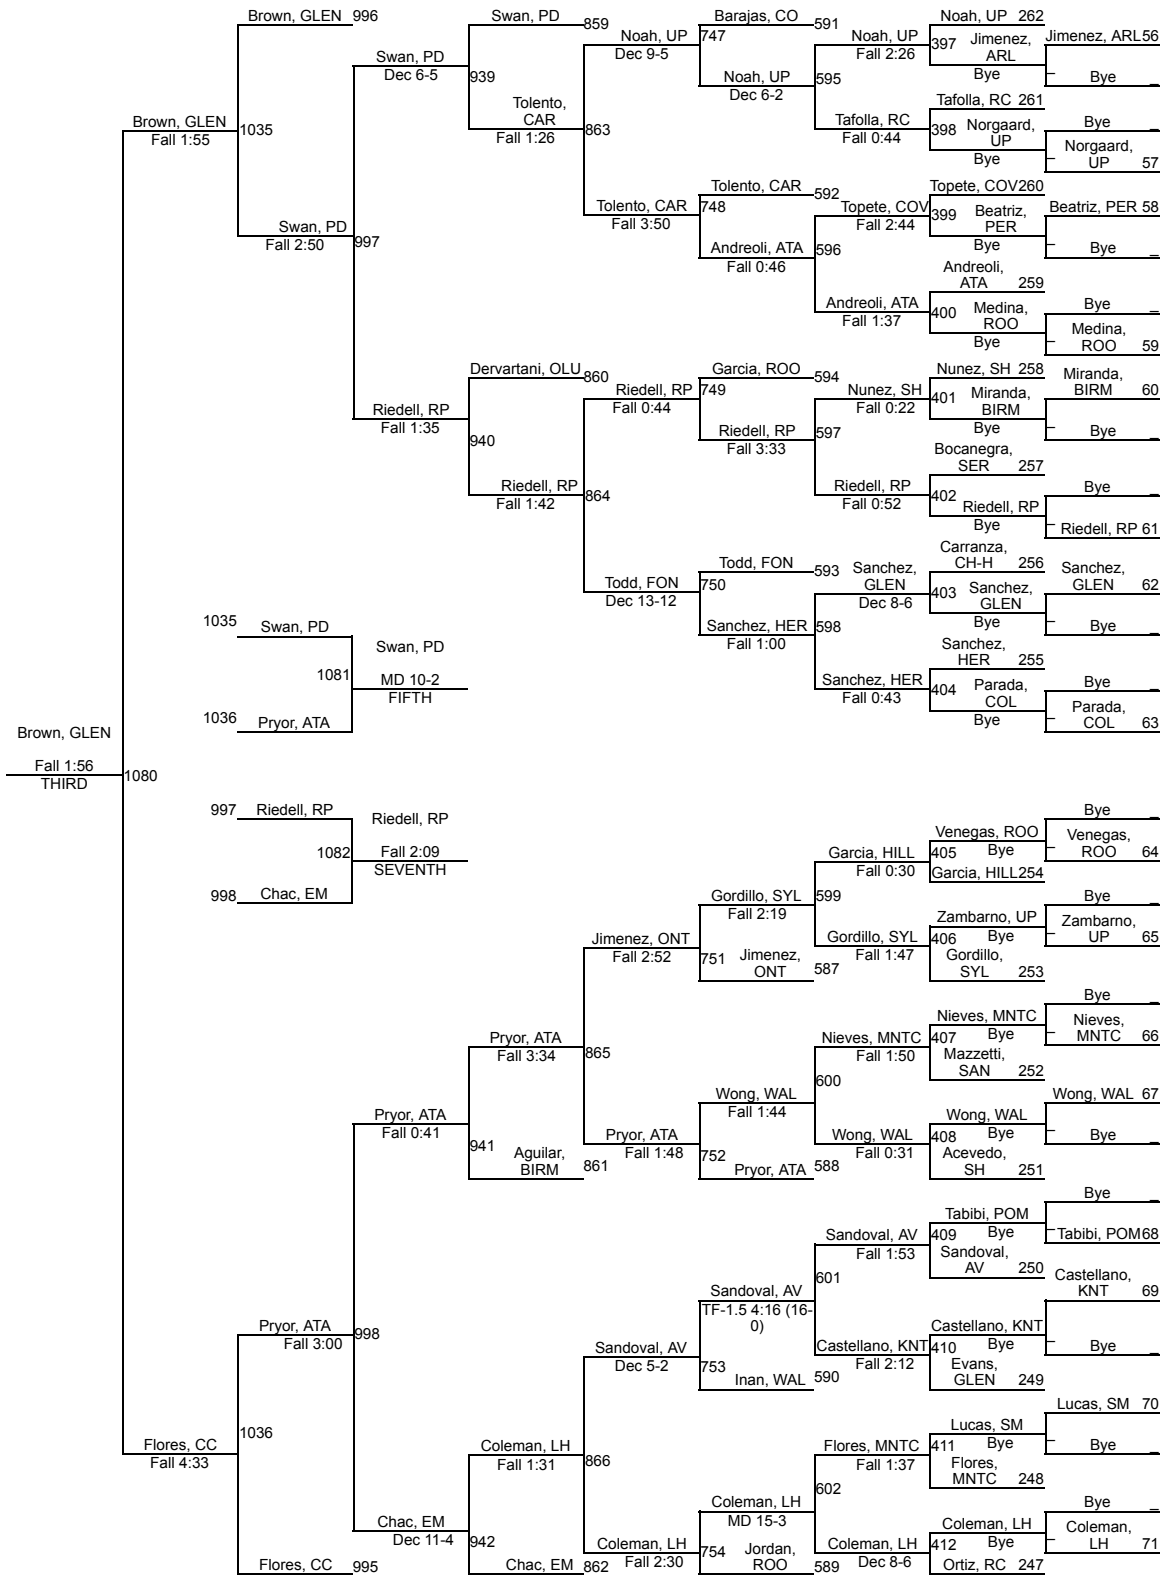 Brown, GLEN 996
Swan, PD
859
Barajas, CO
591
Noah, UP 262
Swan, PD
Dec 6-5
939
Noah, UP
Dec 9-5
747
Noah, UP
Fall 2:26
397
Jimenez,
ARL
Bye
Jimenez, ARL 56
Bye _
Noah, UP
Dec 6-2
595
Tolento,
CAR
Fall 1:26
863
Tafolla, RC
Fall 0:44
Tafolla, RC 261
398
Norgaard,
UP
Bye
Bye _
Norgaard,
UP 57
Brown, GLEN
Fall 1:55
1035
Tolento, CAR
Fall 3:50
Tolento, CAR
592
748
Topete, COV
Fall 2:44
Topete, COV 260
399
Beatriz,
PER
Bye
Beatriz, PER 58
Bye _
Swan, PD
Fall 2:50
997
Andreoli, ATA
Fall 0:46
596
Andreoli, ATA
Fall 1:37
Andreoli,
ATA 259
400
Medina,
ROO
Bye
Bye _
Medina,
ROO 59
Dervartani, OLU
860
Riedell, RP
Fall 0:44
Garcia, ROO
594
749
Nunez, SH
Fall 0:22
Nunez, SH 258
401
Miranda,
BIRM
Bye
Miranda,
BIRM 60
Bye _
Riedell, RP
Fall 1:35
940
Riedell, RP
Fall 3:33
597
Riedell, RP
Fall 1:42
864
Riedell, RP
Fall 0:52
Bocanegra,
SER 257
402
Riedell, RP
Bye
Bye _
Riedell, RP 61
Todd, FON
Dec 13-12
Todd, FON
593
750
Sanchez,
GLEN
Dec 8-6
Carranza,
CH-H 256
403
Sanchez,
GLEN
Bye
Sanchez,
GLEN 62
Bye _
Sanchez, HER
Fall 1:00
598
Sanchez, HER
Fall 0:43
Sanchez,
HER 255
404
Parada,
COL
Bye
Bye _
Parada,
COL 63
1035 Swan, PD
1081
Swan, PD
MD 10-2
FIFTH
1036 Pryor, ATA
Brown, GLEN
Fall 1:56
THIRD
1080
997 Riedell, RP
1082
Riedell, RP
Fall 2:09
SEVENTH
998 Chac, EM
Garcia, HILL
Fall 0:30
Venegas, ROO
405
Bye
Garcia, HILL 254
Bye _
Venegas,
ROO 64
Gordillo, SYL
Fall 2:19
599
Gordillo, SYL
Fall 1:47
Zambarno, UP
406
Bye
Gordillo,
SYL 253
Bye _
Zambarno,
UP 65
Jimenez, ONT
Fall 2:52
751
Jimenez,
ONT
587
Pryor, ATA
Fall 3:34
865
Nieves, MNTC
Fall 1:50
Nieves, MNTC
407
Bye
Mazzetti,
SAN 252
Bye _
Nieves,
MNTC 66
Wong, WAL
Fall 1:44
600
Pryor, ATA
Fall 0:41
941
Aguilar,
BIRM
861
Pryor, ATA
Fall 1:48
752
Pryor, ATA
588
Wong, WAL
Fall 0:31
Wong, WAL
408
Bye
Acevedo,
SH 251
Wong, WAL 67
Bye _
Sandoval, AV
Fall 1:53
Tabibi, POM
409
Bye
Sandoval,
AV 250
Bye _
Tabibi, POM 68
Sandoval, AV
TF-1.5 4:16 (16-
0)
601
Castellano, KNT
Fall 2:12
Castellano, KNT
410
Bye
Evans,
GLEN 249
Castellano,
KNT 69
Bye _
Pryor, ATA
Fall 3:00
998
Sandoval, AV
Dec 5-2
753
Inan, WAL
590
Flores, CC
Fall 4:33
1036
Coleman, LH
Fall 1:31
866
Flores, MNTC
Fall 1:37
Lucas, SM
411
Bye
Flores,
MNTC 248
Lucas, SM 70
Bye _
Coleman, LH
MD 15-3
602
Chac, EM
Dec 11-4
942
Coleman, LH
Fall 2:30
754
Jordan,
ROO
589
Coleman, LH
Dec 8-6
Coleman, LH
412
Bye
Ortiz, RC 247
Bye _
Coleman,
LH 71
Flores, CC 995
Chac, EM 862